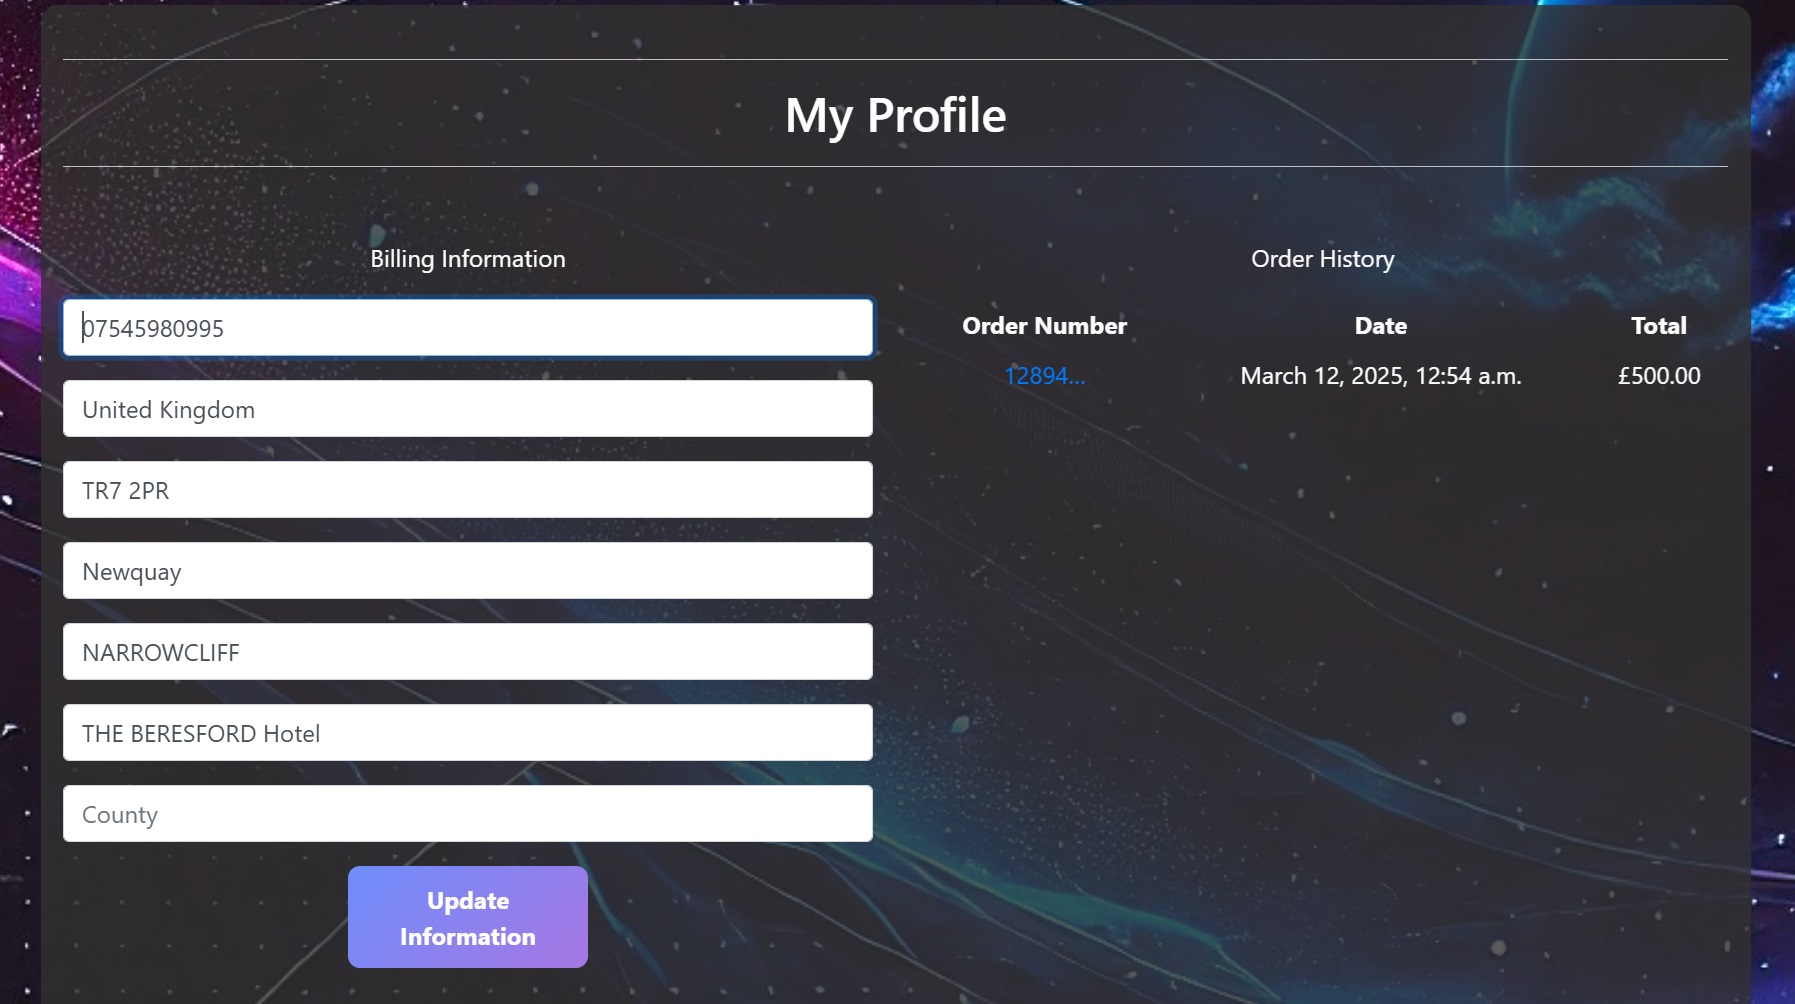 My Profile
Billing Information
07545980995
United Kingdom
TR7 2PR
Newquay
NARROWCLIFF
THE BERESFORD Hotel
County
Update
Information
Order History
Order Number Date Total
12894... March 12, 2025, 12:54 a.m. £500.00